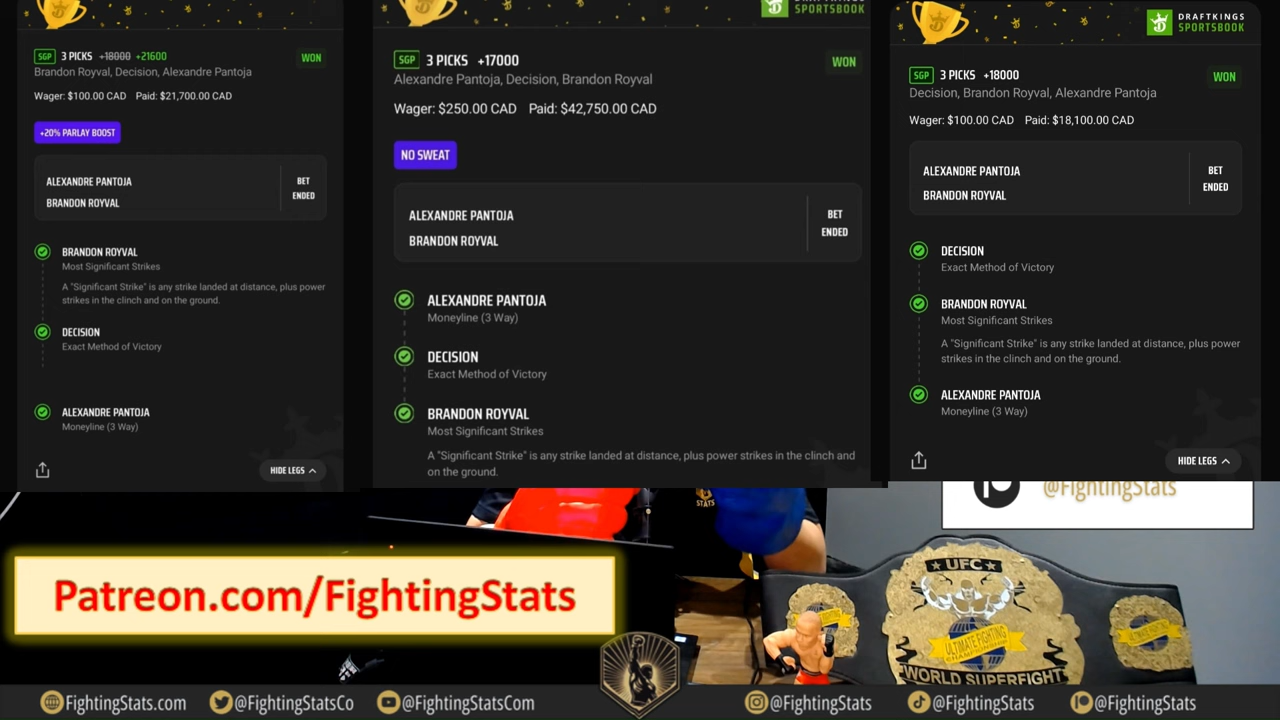 SGP 3 PICKS +18000 +21600 WON
Brandon Royval, Decision, Alexandre Pantoja
Wager: $100.00 CAD Paid: $21,700.00 CAD
+20% PARLAY BOOST
ALEXANDRE PANTOJA
BRANDON ROYVAL
BET
ENDED
BRANDON ROYVAL
Most Significant Strikes
A "Significant Strike" is any strike landed at distance, plus power
strikes in the clinch and on the ground.
DECISION
Exact Method of Victory
ALEXANDRE PANTOJA
Moneyline (3 Way)
HIDE LEGS
SPORTSBOOK
SGP 3 PICKS +17000 WON
Alexandre Pantoja, Decision, Brandon Royval
Wager: $250.00 CAD Paid: $42,750.00 CAD
NO SWEAT
ALEXANDRE PANTOJA
BRANDON ROYVAL
BET
ENDED
ALEXANDRE PANTOJA
Moneyline (3 Way)
DECISION
Exact Method of Victory
BRANDON ROYVAL
Most Significant Strikes
A "Significant Strike" is any strike landed at distance, plus power strikes in the clinch and
on the ground.
DRAFTKINGS
SPORTSBOOK
SGP 3 PICKS +18000 WON
Decision, Brandon Royval, Alexandre Pantoja
Wager: $100.00 CAD Paid: $18,100.00 CAD
ALEXANDRE PANTOJA
BRANDON ROYVAL
BET
ENDED
DECISION
Exact Method of Victory
BRANDON ROYVAL
Most Significant Strikes
A "Significant Strike" is any strike landed at distance, plus power
strikes in the clinch and on the ground.
ALEXANDRE PANTOJA
Moneyline (3 Way)
HIDE LEGS
@FightingStats
STATS
Patreon.com/FightingStats
UFC
ULTIMATE FIGHTING
CHAMPIONSHIP
WORLD SUPERFIGHT
FightingStats.com @FightingStatsCo @FightingStatsCom @FightingStats @FightingStats @FightingStats